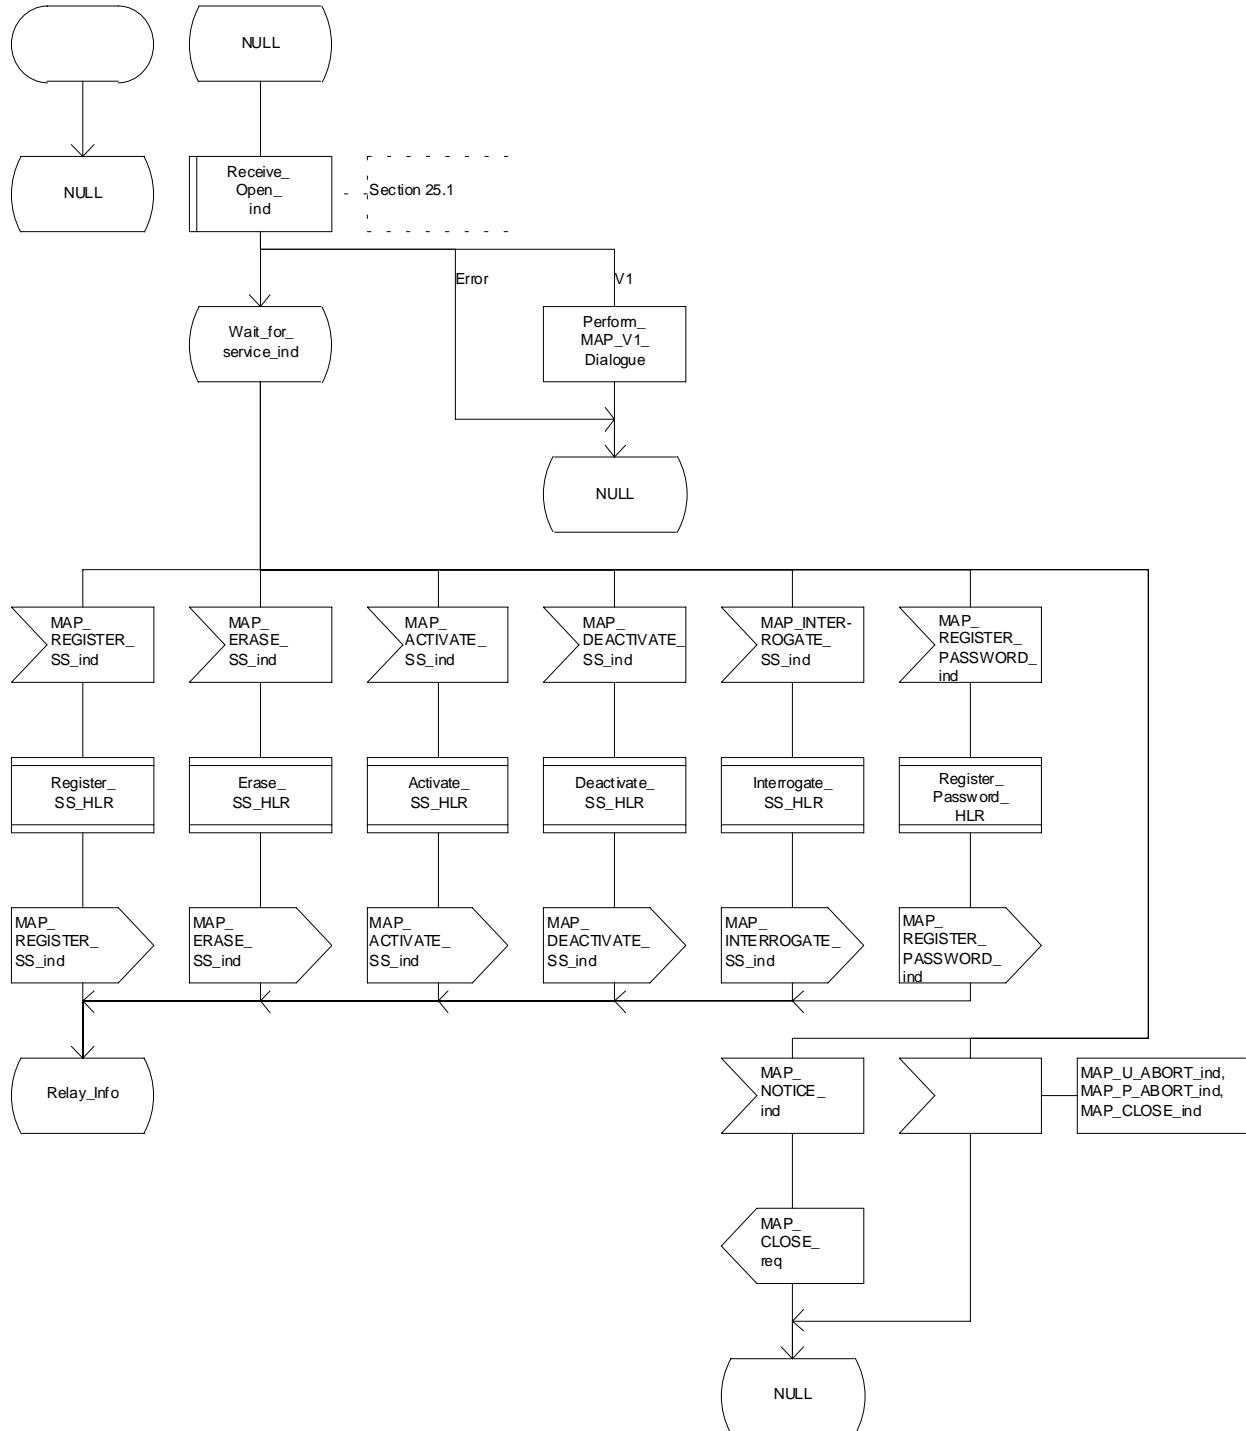 NULL
NULL
Receive_
Open_
ind
Section 25.1
Error
V1
Wait_for_
service_ind
Perform_
MAP_V1_
Dialogue
NULL
MAP_
REGISTER_
SS_ind
MAP_
ERASE_
SS_ind
MAP_
ACTIVATE_
SS_ind
MAP_
DEACTIVATE_
SS_ind
MAP_INTER-
ROGATE_
SS_ind
MAP_
REGISTER_
PASSWORD_
ind
Register_
SS_HLR
Erase_
SS_HLR
Activate_
SS_HLR
Deactivate_
SS_HLR
Interrogate_
SS_HLR
Register_
Password_
HLR
MAP_
REGISTER_
SS_ind
MAP_
ERASE_
SS_ind
MAP_
ACTIVATE_
SS_ind
MAP_
DEACTIVATE_
SS_ind
MAP_
INTERROGATE_
SS_ind
MAP_
REGISTER_
PASSWORD_
ind
Relay_Info
MAP_
NOTICE_
ind
MAP_U_ABORT_ind,
MAP_P_ABORT_ind,
MAP_CLOSE_ind
MAP_
CLOSE_
req
NULL